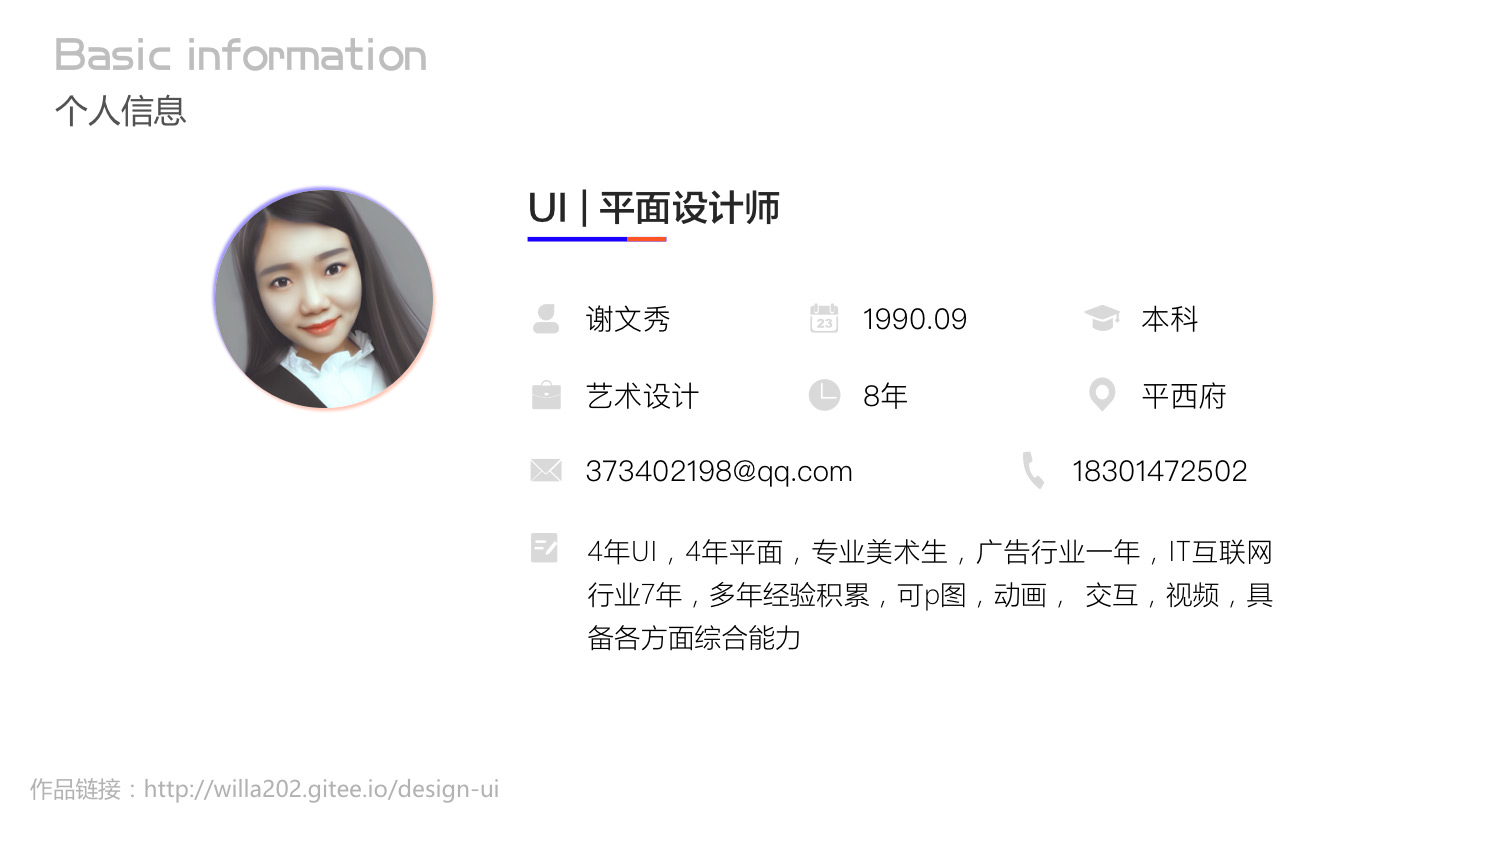 Basic information
个人信息
UI | 平面设计师
谢文秀
23
1990.09
本科
艺术设计
8年
平西府
373402198@qq.com
18301472502
4年UI，4年平面，专业美术生，广告行业一年，IT互联网
行业7年，多年经验积累，可p图，动画， 交互，视频，具
备各方面综合能力
作品链接：http://willa202.gitee.io/design-ui